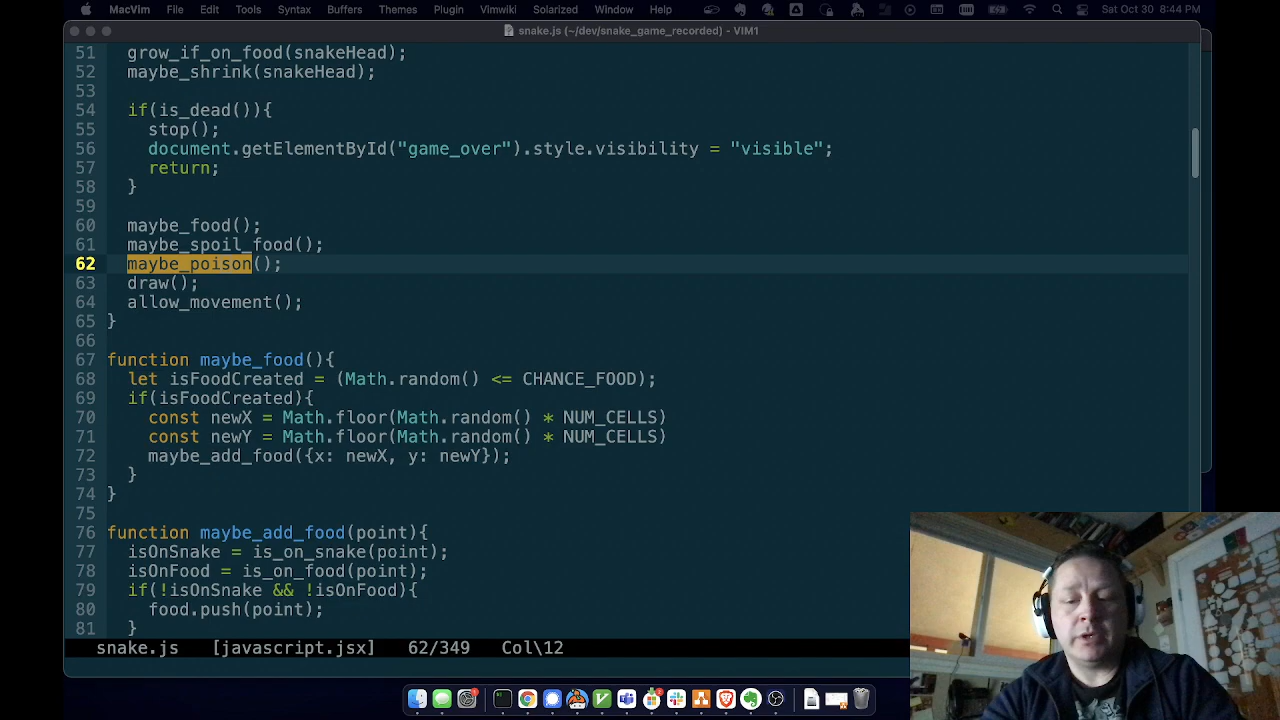 MacVim File Edit Tools Syntax Buffers Themes Plugin Vimwiki Solarized Window Help Sat Oct 30 8:44 PM
snake.js (~/dev/snake_game_recorded) - VIM1
51 grow_if_on_food(snakeHead);
52 maybe_shrink(snakeHead);
53
54 if(is_dead()){
55 stop();
56 document.getElementById("game_over").style.visibility = "visible";
57 return;
58 }
59
60 maybe_food();
61 maybe_spoil_food();
62 maybe_poison();
63 draw();
64 allow_movement();
65 }
66
67 function maybe_food(){
68 let isFoodCreated = (Math.random() <= CHANCE_FOOD);
69 if(isFoodCreated){
70 const newX = Math.floor(Math.random() * NUM_CELLS)
71 const newY = Math.floor(Math.random() * NUM_CELLS)
72 maybe_add_food({x: newX, y: newY});
73 }
74 }
75
76 function maybe_add_food(point){
77 isOnSnake = is_on_snake(point);
78 isOnFood = is_on_food(point);
79 if(!isOnSnake && !isOnFood){
80 food.push(point);
81 }
snake.js [javascript.jsx] 62/349 Col\12